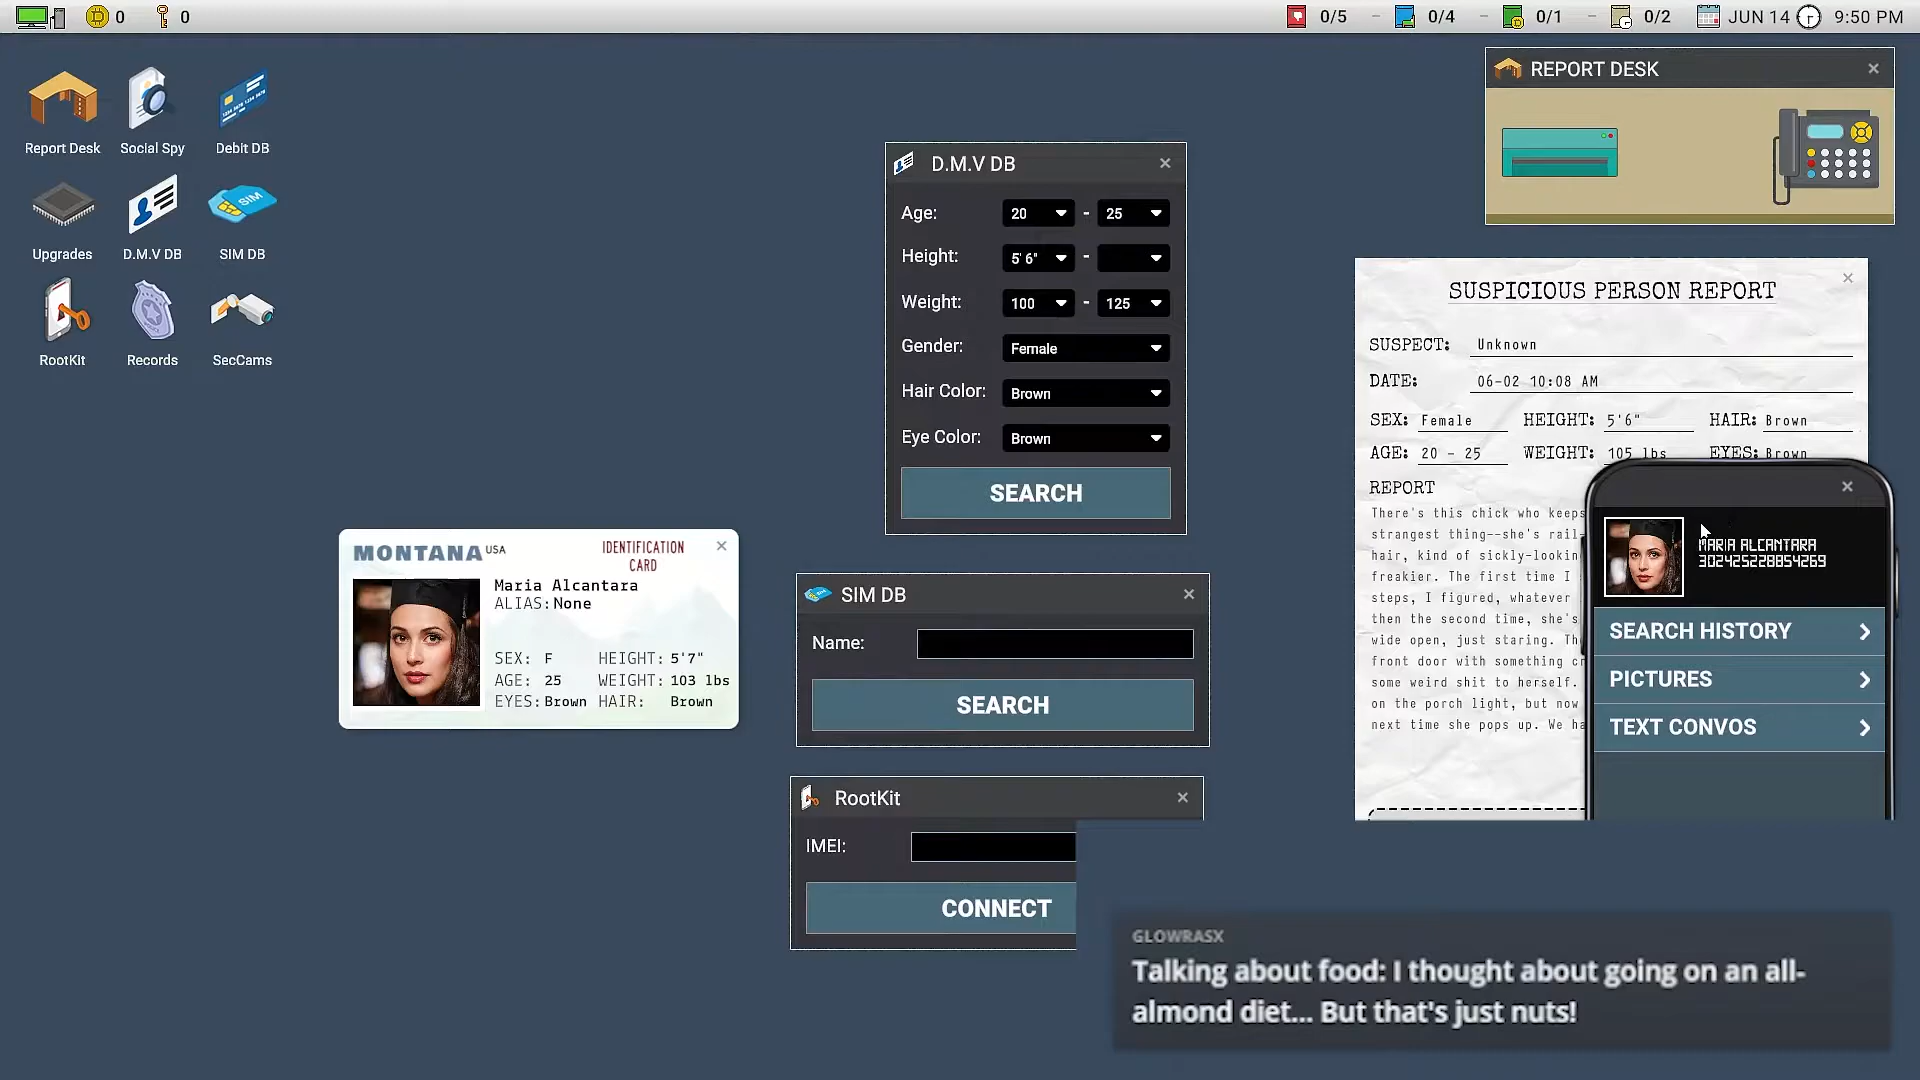 0
0
0/5
0/4
0/1
0/2
JUN 14
9:50 PM
Report Desk
Social Spy
Debit DB
Upgrades
D.M.V DB
SIM DB
SIM
RootKit
Records
SecCams
REPORT DESK
D.M.V DB
Age: 20 - 25
Height: 5' 6" -
Weight: 100 - 125
Gender: Female
Hair Color: Brown
Eye Color: Brown
SEARCH
MONTANA USA
IDENTIFICATION
CARD
Maria Alcantara
ALIAS: None
SEX: F HEIGHT: 5'7"
AGE: 25 WEIGHT: 103 lbs
EYES: Brown HAIR: Brown
SIM DB
Name:
SEARCH
RootKit
IMEI:
CONNECT
SUSPICIOUS PERSON REPORT
SUSPECT: Unknown
DATE: 06-02 10:08 AM
SEX: Female HEIGHT: 5'6" HAIR: Brown
AGE: 20 - 25 WEIGHT: 105 lbs EYES: Brown
REPORT
There's this chick who keeps
strangest thing--she's rail-
hair, kind of sickly-lookin
freakier. The first time I
steps, I figured, whatever
then the second time, she's
wide open, just staring. Th
front door with something cr
some weird shit to herself.
on the porch light, but now
next time she pops up. We ha
MARIA ALCANTARA
302425228854269
SEARCH HISTORY
PICTURES
TEXT CONVOS
GLOWRASX
Talking about food: I thought about going on an all-
almond diet... But that's just nuts!